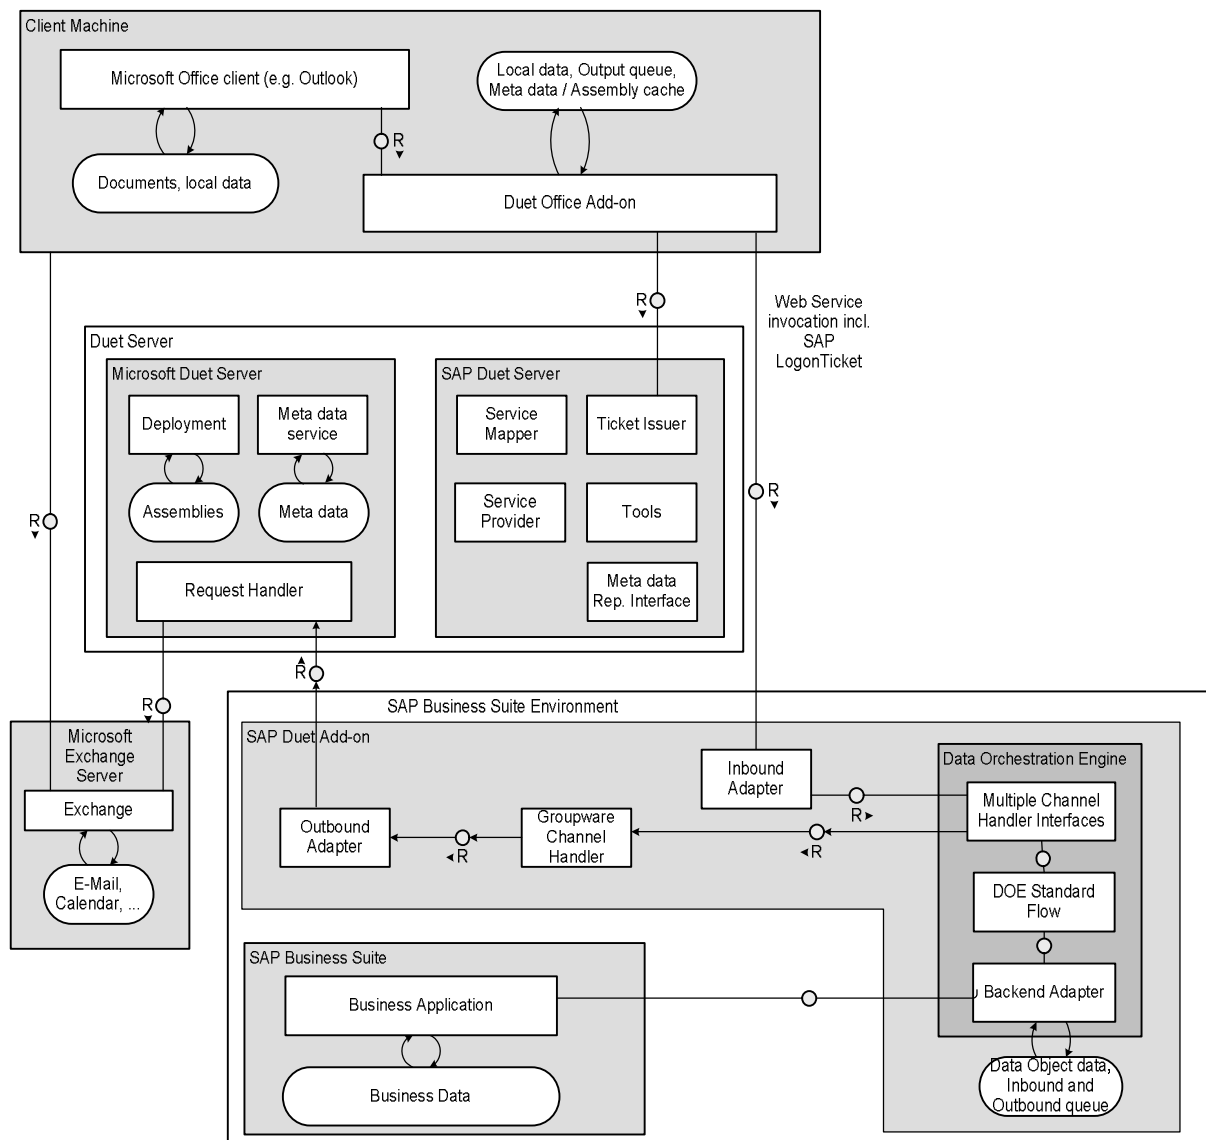 Client Machine
Microsoft Office client (e.g. Outlook)
Local data, Output queue,
Meta data / Assembly cache
R
Documents, local data
Duet Office Add-on
R
Web Service
invocation incl.
SAP
LogonTicket
Duet Server
Microsoft Duet Server
SAP Duet Server
Deployment
Meta data
service
Service
Mapper
Ticket Issuer
R
Assemblies
Meta data
Service
Provider
Tools
R
Request Handler
Meta data
Rep. Interface
R
R
SAP Business Suite Environment
Microsoft
Exchange
Server
SAP Duet Add-on
Data Orchestration Engine
Inbound
Adapter
Exchange
Outbound
Adapter
Groupware
Channel
Handler
R
Multiple Channel
Handler Interfaces
R
R
E-Mail,
Calendar, ...
DOE Standard
Flow
SAP Business Suite
Business Application
Backend Adapter
Data Object data,
Inbound and
Outbound queue
Business Data